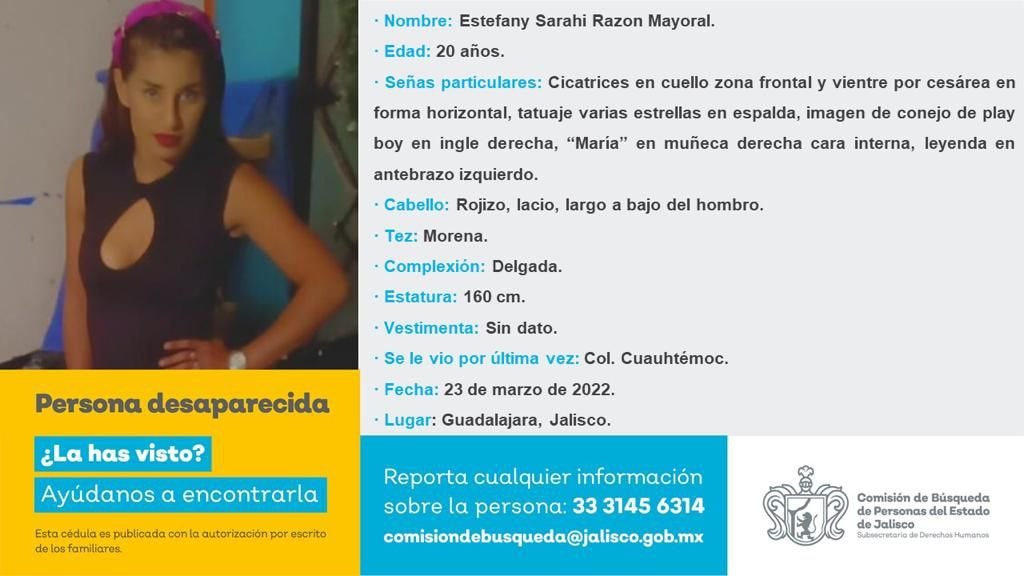 · Nombre: Estefany Sarahi Razon Mayoral.
· Edad: 20 años.
· Señas particulares: Cicatrices en cuello zona frontal y vientre por cesárea en
forma horizontal, tatuaje varias estrellas en espalda, imagen de conejo de play
boy en ingle derecha, “María” en muñeca derecha cara interna, leyenda en
antebrazo izquierdo.
· Cabello: Rojizo, lacio, largo a bajo del hombro.
· Tez: Morena.
· Complexión: Delgada.
· Estatura: 160 cm.
· Vestimenta: Sin dato.
· Se le vio por última vez: Col. Cuauhtémoc.
· Fecha: 23 de marzo de 2022.
· Lugar: Guadalajara, Jalisco.
Persona desaparecida
¿La has visto?
Ayúdanos a encontrarla
Esta cédula es publicada con la autorización por escrito
de los familiares.
Reporta cualquier información
sobre la persona: 33 3145 6314
comisiondebusqueda@jalisco.gob.mx
Comisión de Búsqueda
de Personas del Estado
de Jalisco
Subsecretaría de Derechos Humanos